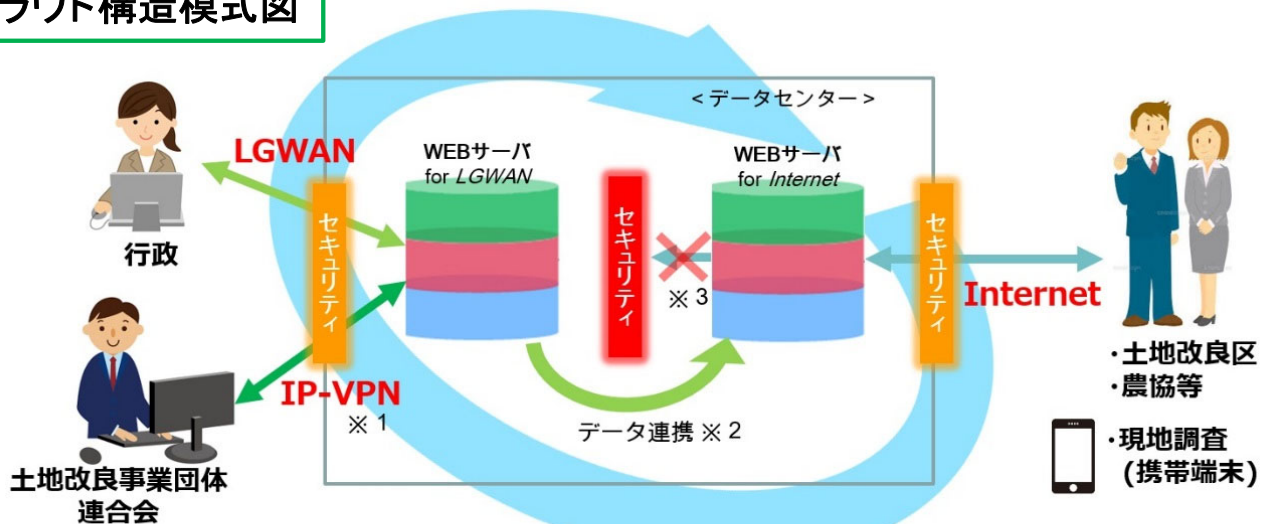 ラウド構造模式図
<データセンター>
LGWAN
WEBサーバ
for LGWAN
WEBサーバ
for Internet
セキュリティ
セキュリティ
セキュリティ
行政
※3
Internet
IP-VPN
※1
データ連携 ※2
・土地改良区
・農協等
・現地調査
(携帯端末)
土地改良事業団体
連合会